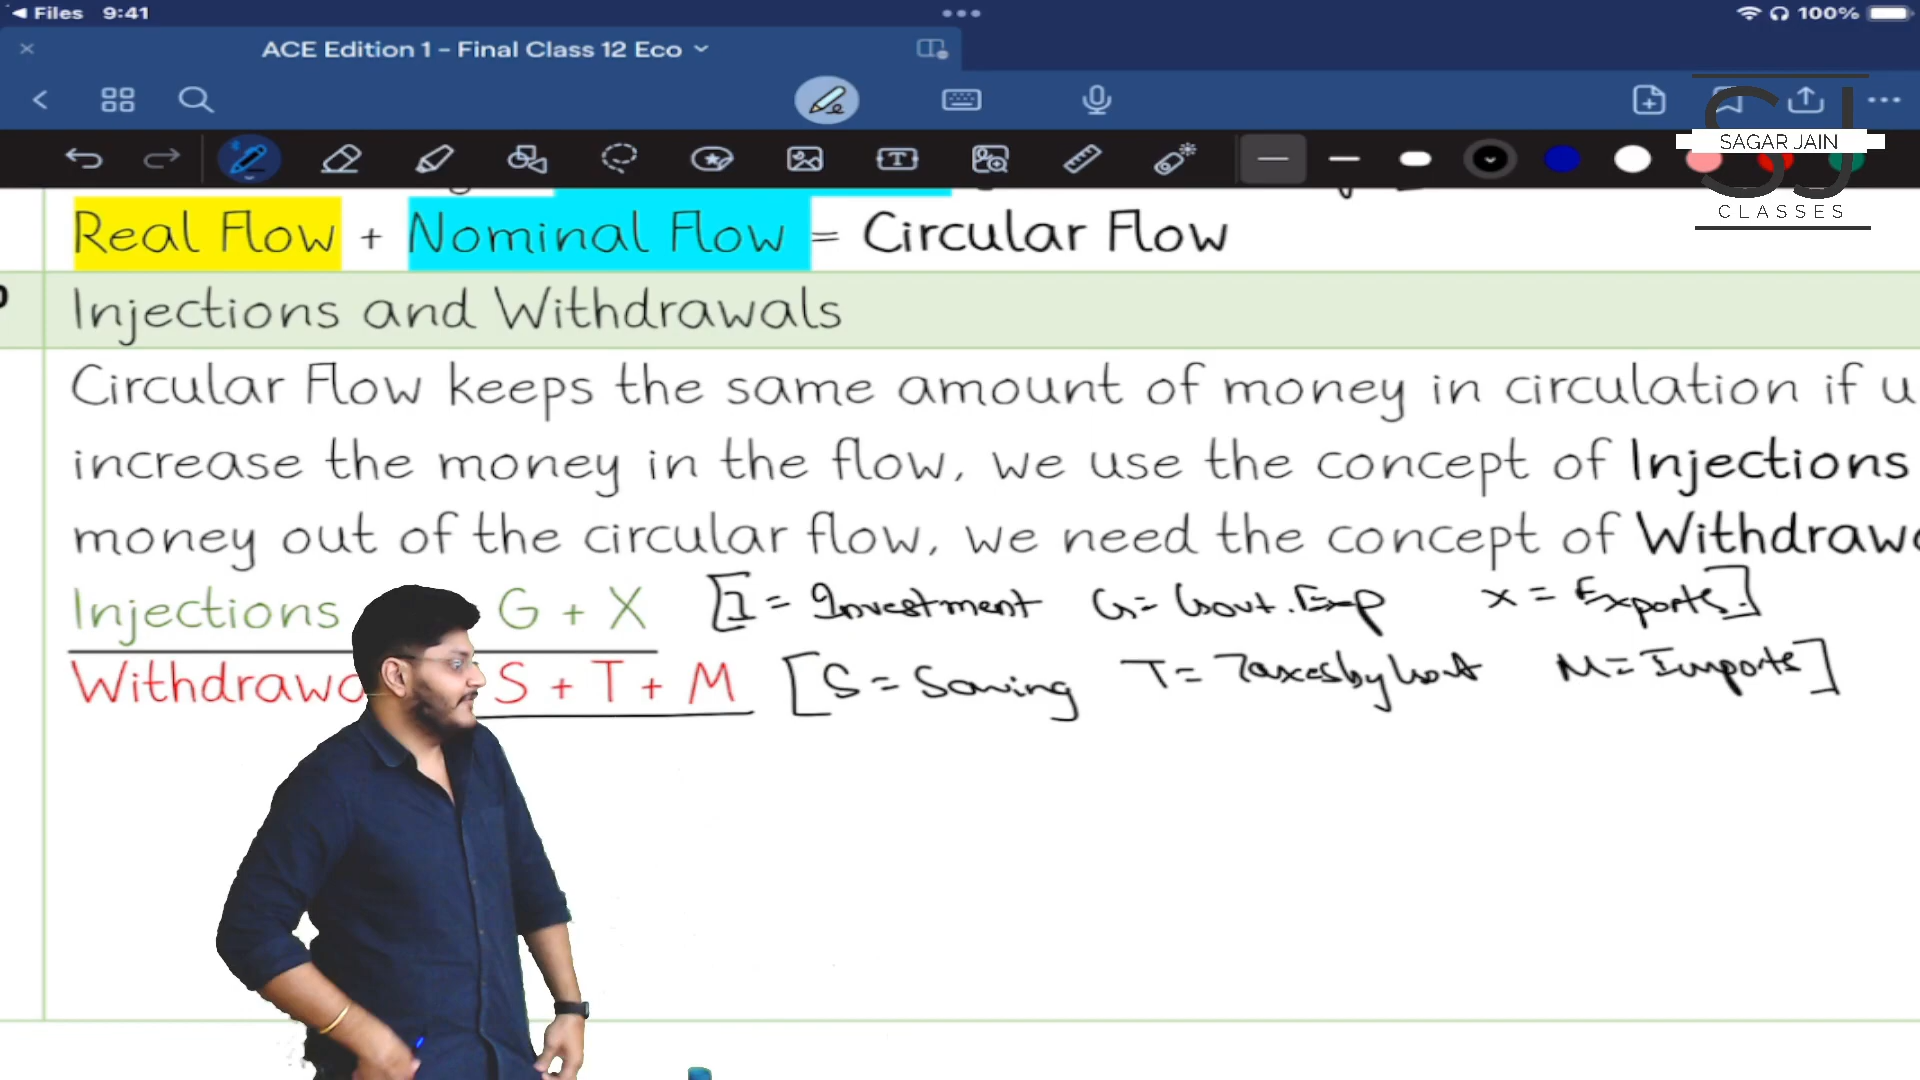 Files 9:41
100%
ACE Edition 1 – Final Class 12 Eco
SJ
SAGAR JAIN
CLASSES
Real Flow + Nominal Flow = Circular Flow
Injections and Withdrawals
Circular Flow keeps the same amount of money in circulation if
increase the money in the flow, we use the concept of Injections
money out of the circular flow, we need the concept of
Injections G + X [I = Investment G = Govt. Exp X = Exports.]
S + T + M [S = Saving T = Taxes by Govt M = Imports]